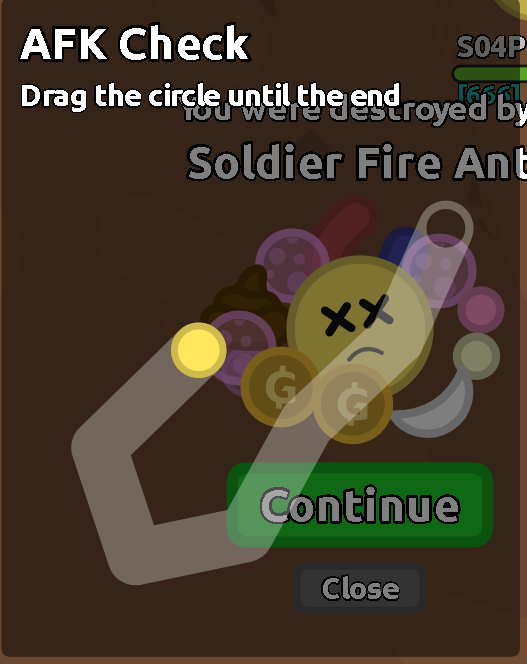 AFK Check
S04P
Drag the circle until the end
[666]
You were destroyed by
Soldier Fire Ant
₲
₲
Continue
Close